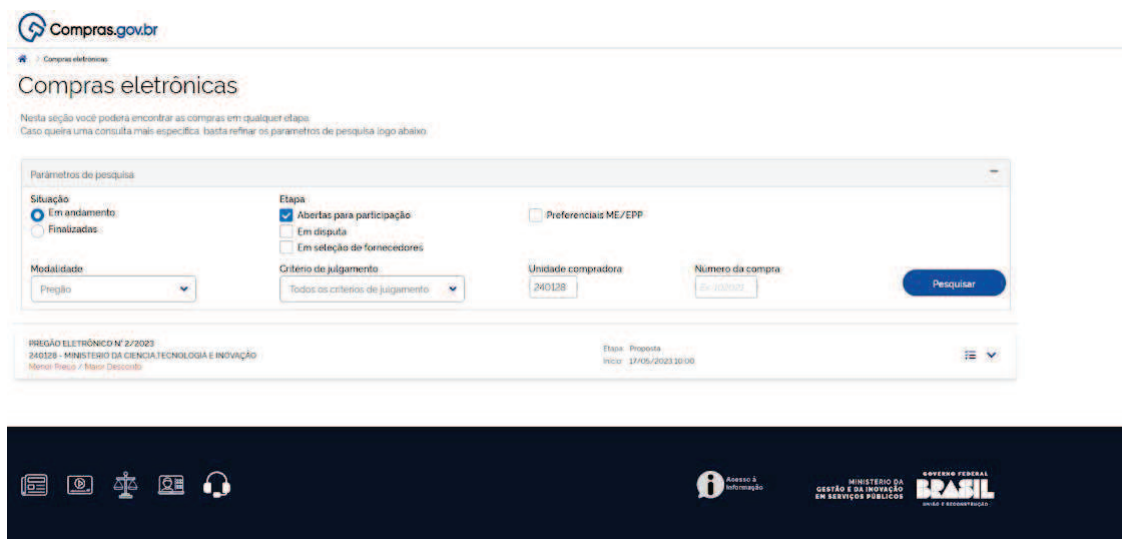 Compras.gov.br
/ Compras eletrônicas
Compras eletrônicas
Nesta seção você poderá encontrar as compras em qualquer etapa.
Caso queira uma consulta mais especifica, basta refinar os parametros de pesquisa logo abaixo.
Parâmetros de pesquisa
Situação
Em andamento
Finalizadas
Etapa
Abertas para participação
Em disputa
Em seleção de fornecedores
Preferenciais ME/EPP
Modalidade
Pregão
Critério de julgamento
Todos os critérios de julgamento
Unidade compradora
240128
Número da compra
Pesquisar
PREGÃO ELETRÔNICO N° 2/2023
240128 - MINISTERIO DA CIENCIA,TECNOLOGIA E INOVAÇÃO
Menor Preço / Maior Desconto
Etapa: Proposta
Início: 17/05/2023 10:00
Acesso à
Informação
MINISTÉRIO DA
GESTÃO E DA INOVAÇÃO
EM SERVIÇOS PÚBLICOS
GOVERNO FEDERAL
BRASIL
UNIÃO E RECONSTRUÇÃO